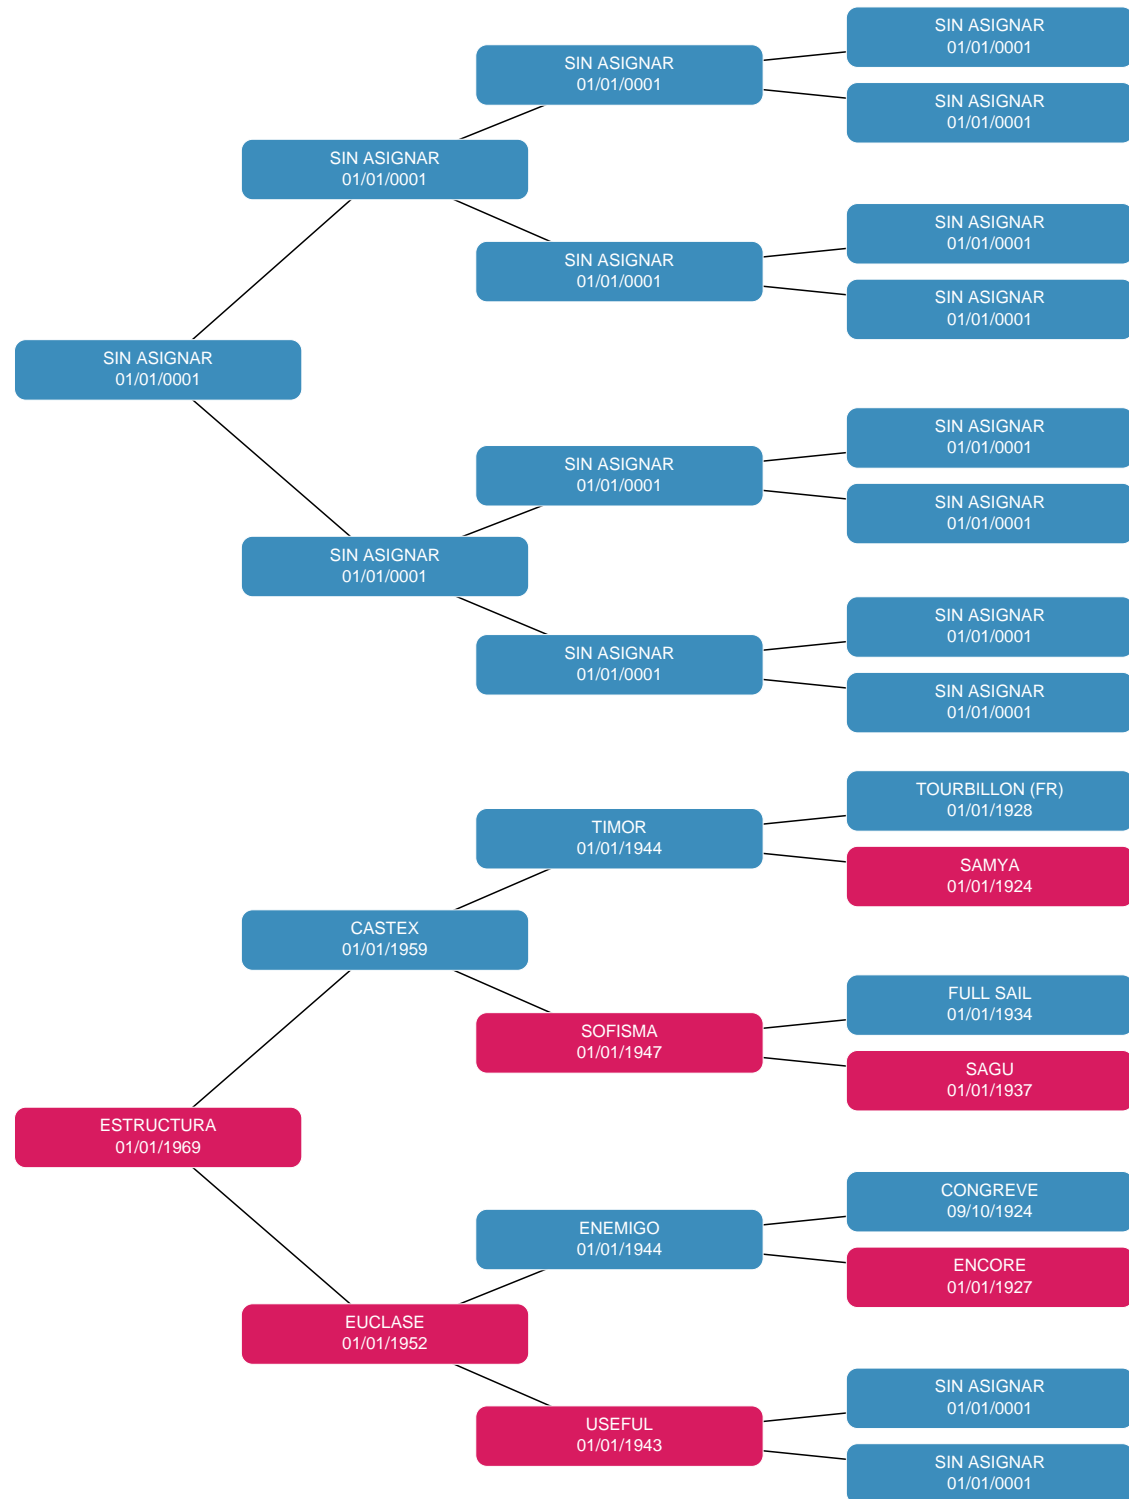 SIN ASIGNAR
01/01/0001
SIN ASIGNAR
01/01/0001
SIN ASIGNAR
01/01/0001
SIN ASIGNAR
01/01/0001
SIN ASIGNAR
01/01/0001
SIN ASIGNAR
01/01/0001
SIN ASIGNAR
01/01/0001
SIN ASIGNAR
01/01/0001
SIN ASIGNAR
01/01/0001
SIN ASIGNAR
01/01/0001
SIN ASIGNAR
01/01/0001
SIN ASIGNAR
01/01/0001
SIN ASIGNAR
01/01/0001
SIN ASIGNAR
01/01/0001
SIN ASIGNAR
01/01/0001
TOURBILLON (FR)
01/01/1928
TIMOR
01/01/1944
SAMYA
01/01/1924
CASTEX
01/01/1959
FULL SAIL
01/01/1934
SOFISMA
01/01/1947
SAGU
01/01/1937
ESTRUCTURA
01/01/1969
CONGREVE
09/10/1924
ENEMIGO
01/01/1944
ENCORE
01/01/1927
EUCLASE
01/01/1952
SIN ASIGNAR
01/01/0001
USEFUL
01/01/1943
SIN ASIGNAR
01/01/0001